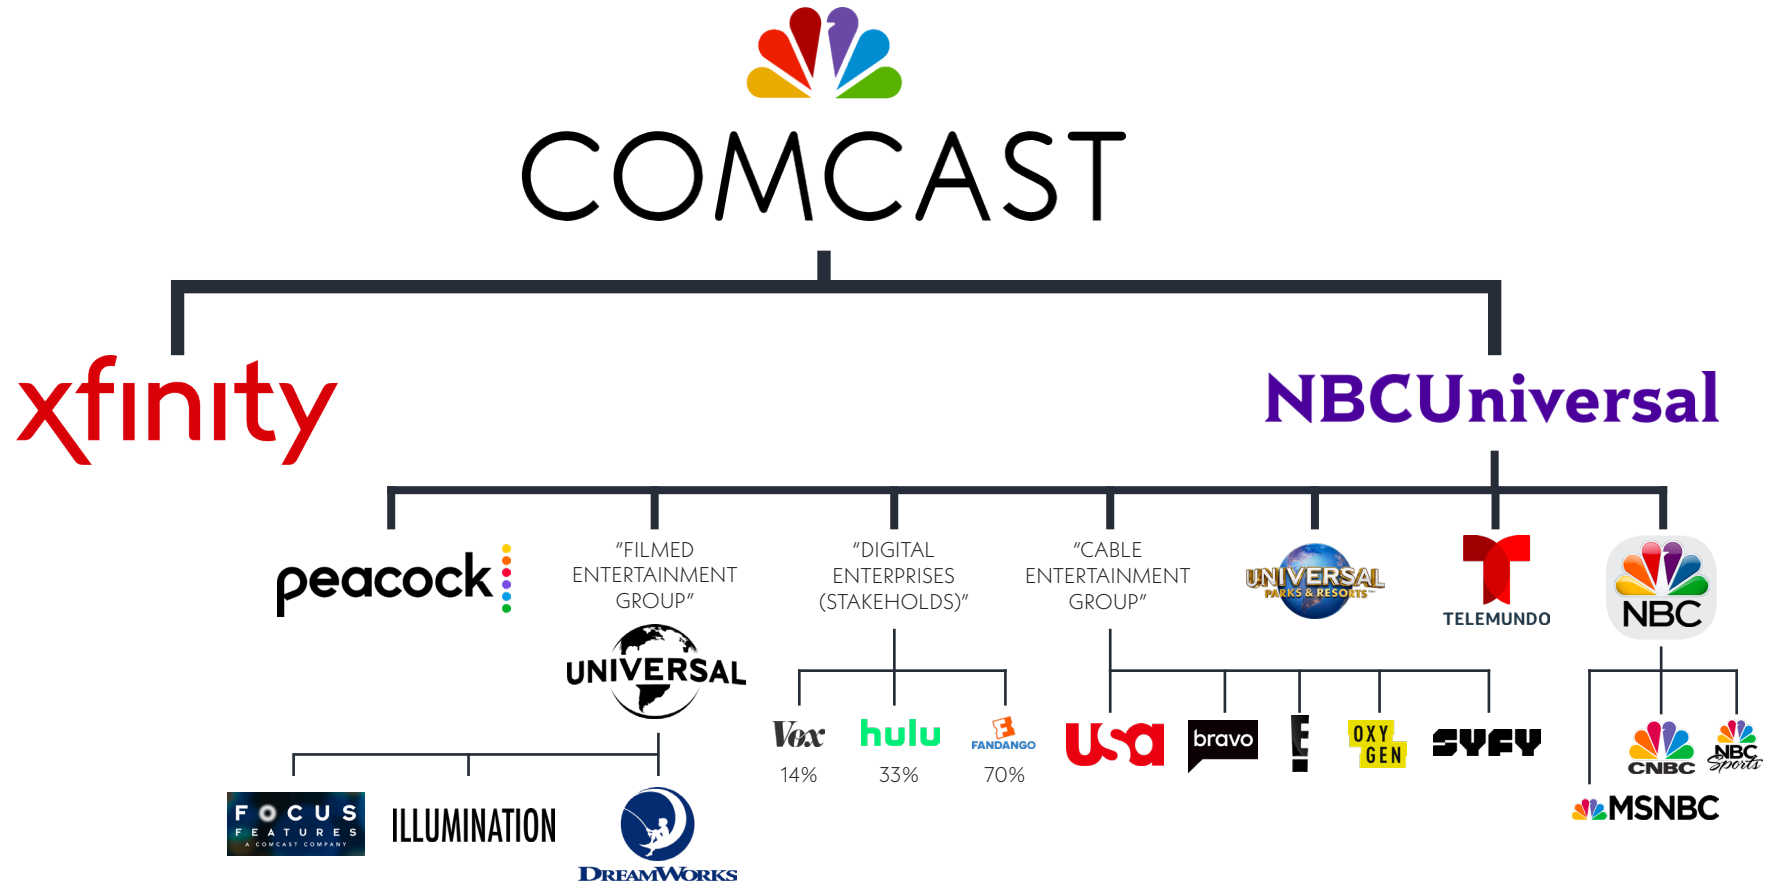 COMCAST
xfinity
NBCUniversal
peacock
“FILMED
ENTERTAINMENT
GROUP”
UNIVERSAL
“DIGITAL
ENTERPRISES
(STAKEHOLDS)”
“CABLE
ENTERTAINMENT
GROUP”
UNIVERSAL
PARKS & RESORTS
TELEMUNDO
NBC
Vox
14%
hulu
33%
FANDANGO
70%
usa
bravo
E
OXY
GEN
SYFY
CNBC
NBC
Sports
MSNBC
FOCUS
FEATURES
A COMCAST COMPANY
ILLUMINATION
DREAMWORKS